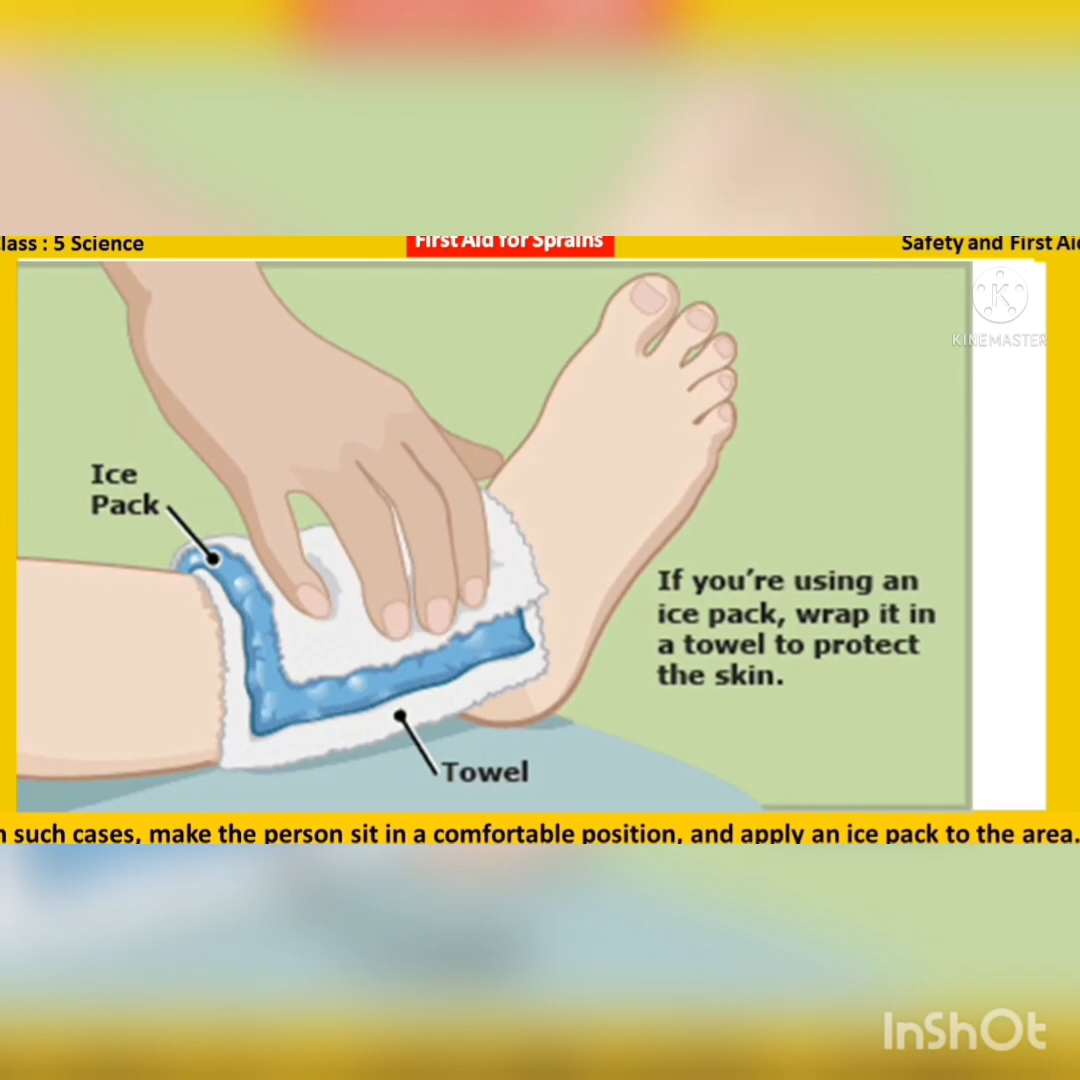 lass : 5 Science
First Aid for Sprains
Safety and First Aid
KINEMASTER
Ice
Pack
If you're using an
ice pack, wrap it in
a towel to protect
the skin.
Towel
n such cases, make the person sit in a comfortable position, and apply an ice pack to the area.
InShOt